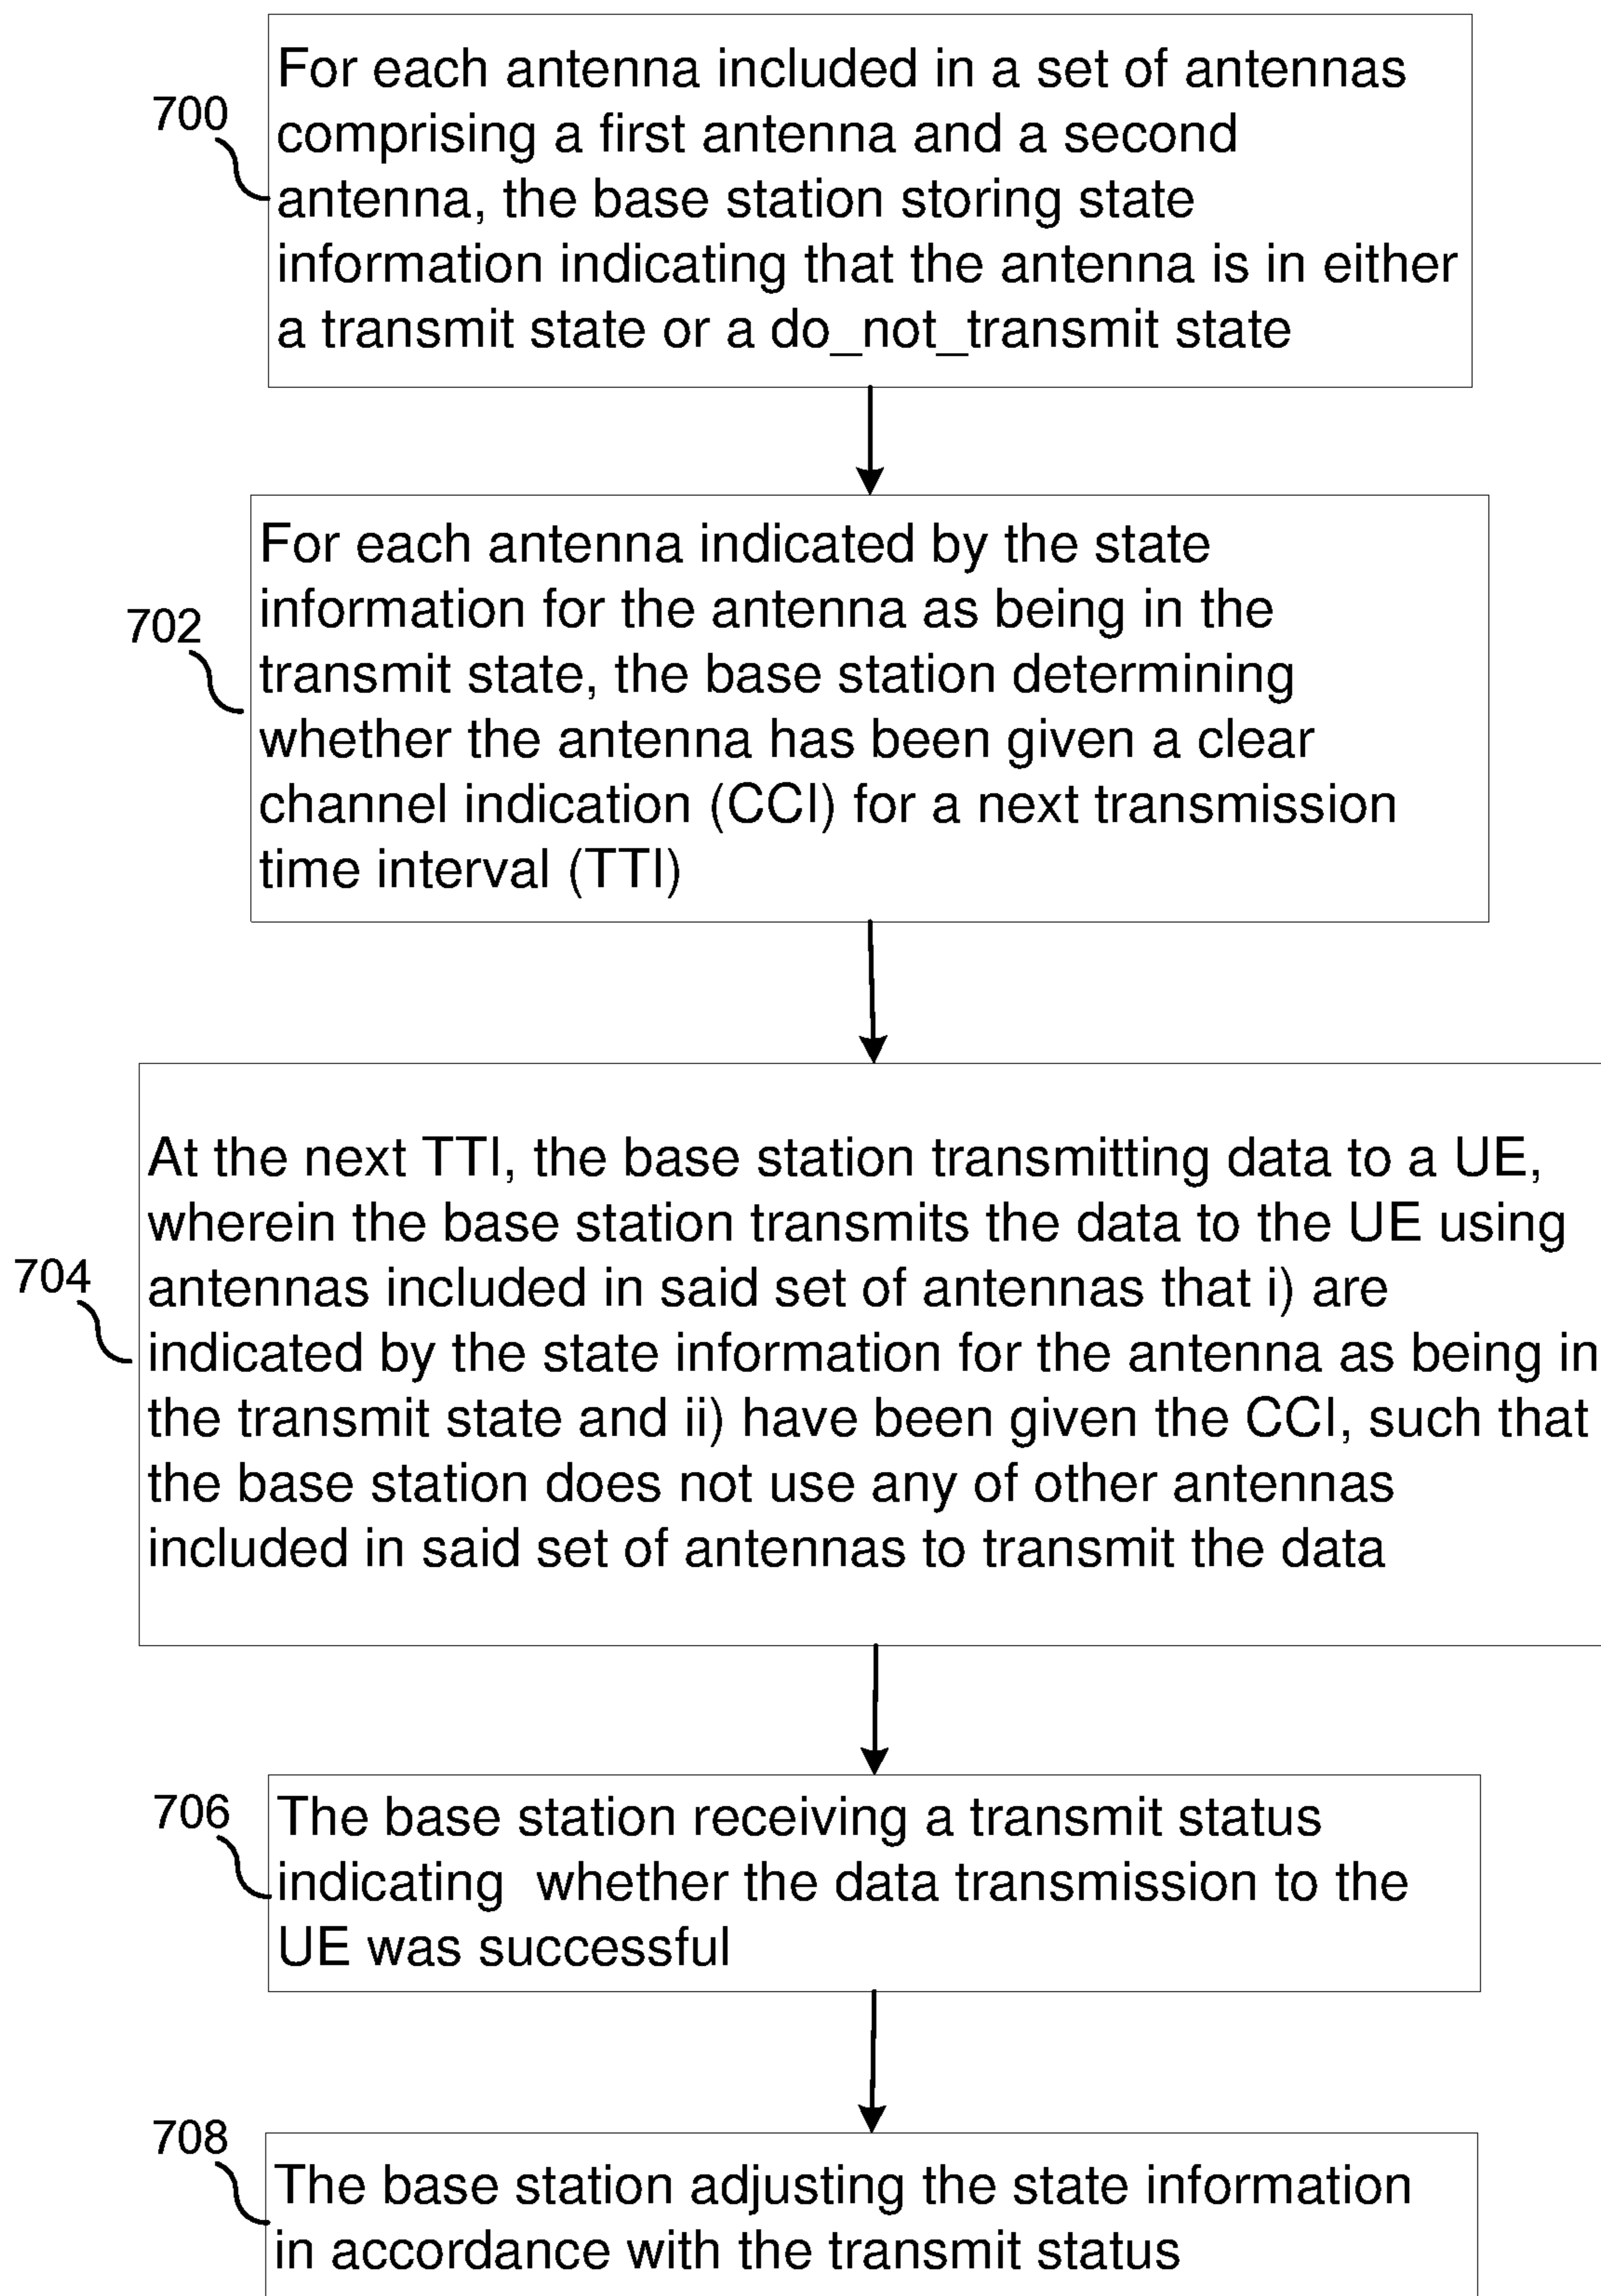 700
For each antenna included in a set of antennas
comprising a first antenna and a second
antenna, the base station storing state
information indicating that the antenna is in either
a transmit state or a do_not_transmit state
702
For each antenna indicated by the state
information for the antenna as being in the
transmit state, the base station determining
whether the antenna has been given a clear
channel indication (CCI) for a next transmission
time interval (TTI)
704
At the next TTI, the base station transmitting data to a UE,
wherein the base station transmits the data to the UE using
antennas included in said set of antennas that i) are
indicated by the state information for the antenna as being in
the transmit state and ii) have been given the CCI, such that
the base station does not use any of other antennas
included in said set of antennas to transmit the data
706
The base station receiving a transmit status
indicating whether the data transmission to the
UE was successful
708
The base station adjusting the state information
in accordance with the transmit status